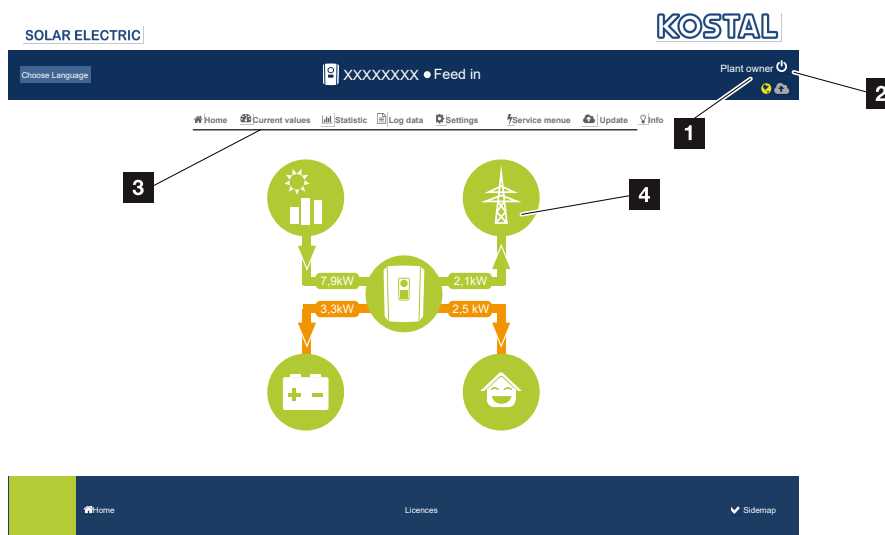 SOLAR ELECTRIC
KOSTAL
Choose Language
XXXXXXXX ● Feed in
Plant owner
2
1
Home Current values Statistic Log data Settings Service menue Update Info
3
4
7,9kW 2,1kW
3,3kW 2,5 kW
Home Licences Sidemap